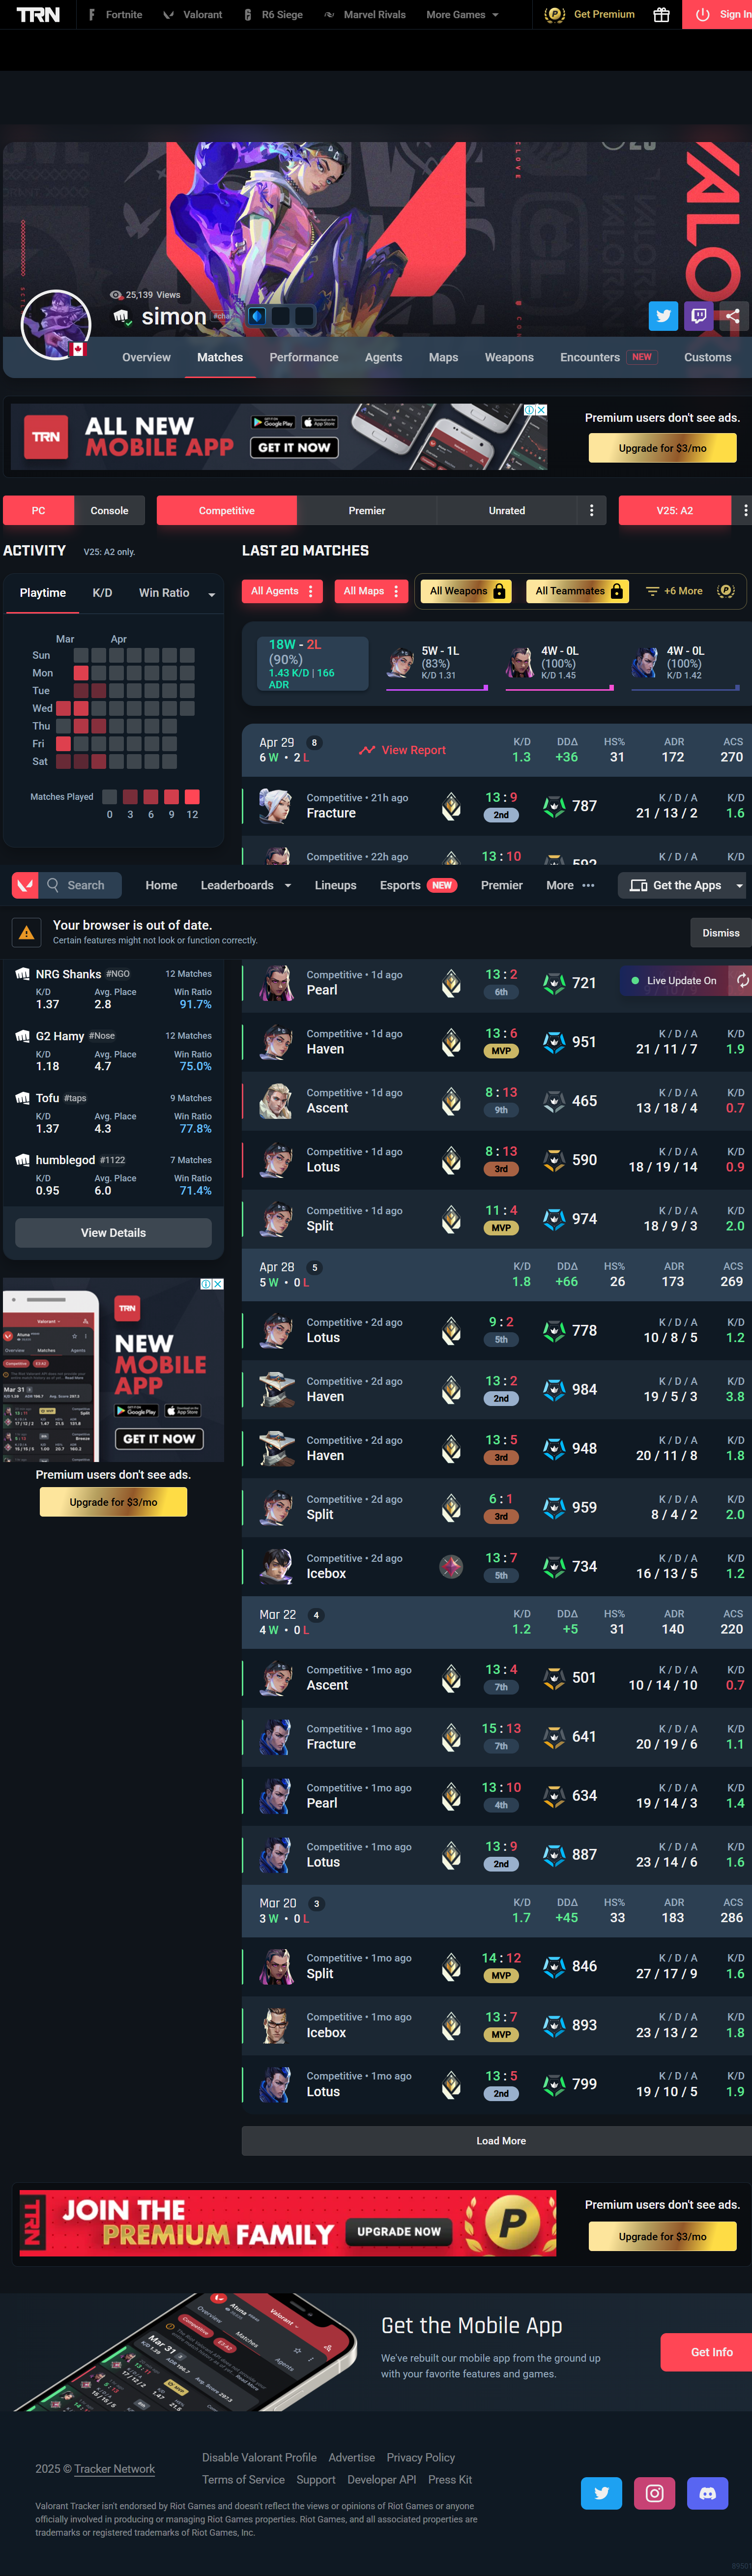 TRN Fortnite Valorant R6 Siege Marvel Rivals More Games Get Premium Sign In
25,139 Views
simon #chat
Overview Matches Performance Agents Maps Weapons Encounters NEW Customs
TRN ALL NEW MOBILE APP Google Play App Store GET IT NOW
Premium users don't see ads.
Upgrade for $3/mo
PC Console Competitive Premier Unrated V25: A2
ACTIVITY V25: A2 only.
Playtime K/D Win Ratio
Mar Apr
Sun
Mon
Tue
Wed
Thu
Fri
Sat
Matches Played
0 3 6 9 12
LAST 20 MATCHES
All Agents All Maps All Weapons All Teammates +6 More
18W - 2L
(90%)
1.43 K/D | 166
ADR
5W - 1L
(83%)
K/D 1.31
4W - 0L
(100%)
K/D 1.45
4W - 0L
(100%)
K/D 1.42
Apr 29 8 View Report K/D DDΔ HS% ADR ACS
6 W • 2 L 1.3 +36 31 172 270
Competitive • 21h ago 13 : 9 K / D / A K/D
Fracture 2nd 787 21 / 13 / 2 1.6
Competitive • 22h ago 13 : 10 K / D / A K/D
Search Home Leaderboards Lineups Esports NEW Premier More Get the Apps
Your browser is out of date.
Certain features might not look or function correctly.
Dismiss
NRG Shanks #NGO 12 Matches
K/D Avg. Place Win Ratio
1.37 2.8 91.7%
G2 Hamy #Nose 12 Matches
K/D Avg. Place Win Ratio
1.18 4.7 75.0%
Tofu #taps 9 Matches
K/D Avg. Place Win Ratio
1.37 4.3 77.8%
humblegod #1122 7 Matches
K/D Avg. Place Win Ratio
0.95 6.0 71.4%
View Details
TRN
NEW
MOBILE
APP
Google Play App Store
GET IT NOW
Premium users don't see ads.
Upgrade for $3/mo
Competitive • 1d ago 13 : 2
Pearl 6th 721
Live Update On
Competitive • 1d ago 13 : 6 K / D / A K/D
Haven MVP 951 21 / 11 / 7 1.9
Competitive • 1d ago 8 : 13 K / D / A K/D
Ascent 9th 465 13 / 18 / 4 0.7
Competitive • 1d ago 8 : 13 K / D / A K/D
Lotus 3rd 590 18 / 19 / 14 0.9
Competitive • 1d ago 11 : 4 K / D / A K/D
Split MVP 974 18 / 9 / 3 2.0
Apr 28 5 K/D DDΔ HS% ADR ACS
5 W • 0 L 1.8 +66 26 173 269
Competitive • 2d ago 9 : 2 K / D / A K/D
Lotus 5th 778 10 / 8 / 5 1.2
Competitive • 2d ago 13 : 2 K / D / A K/D
Haven 2nd 984 19 / 5 / 3 3.8
Competitive • 2d ago 13 : 5 K / D / A K/D
Haven 3rd 948 20 / 11 / 8 1.8
Competitive • 2d ago 6 : 1 K / D / A K/D
Split 3rd 959 8 / 4 / 2 2.0
Competitive • 2d ago 13 : 7 K / D / A K/D
Icebox 5th 734 16 / 13 / 5 1.2
Mar 22 4 K/D DDΔ HS% ADR ACS
4 W • 0 L 1.2 +5 31 140 220
Competitive • 1mo ago 13 : 4 K / D / A K/D
Ascent 7th 501 10 / 14 / 10 0.7
Competitive • 1mo ago 15 : 13 K / D / A K/D
Fracture 7th 641 20 / 19 / 6 1.1
Competitive • 1mo ago 13 : 10 K / D / A K/D
Pearl 4th 634 19 / 14 / 3 1.4
Competitive • 1mo ago 13 : 9 K / D / A K/D
Lotus 2nd 887 23 / 14 / 6 1.6
Mar 20 3 K/D DDΔ HS% ADR ACS
3 W • 0 L 1.7 +45 33 183 286
Competitive • 1mo ago 14 : 12 K / D / A K/D
Split MVP 846 27 / 17 / 9 1.6
Competitive • 1mo ago 13 : 7 K / D / A K/D
Icebox MVP 893 23 / 13 / 2 1.8
Competitive • 1mo ago 13 : 5 K / D / A K/D
Lotus 2nd 799 19 / 10 / 5 1.9
Load More
TRN JOIN THE PREMIUM FAMILY UPGRADE NOW
Premium users don't see ads.
Upgrade for $3/mo
Get the Mobile App
We've rebuilt our mobile app from the ground up
with your favorite features and games.
Get Info
2025 © Tracker Network
Disable Valorant Profile Advertise Privacy Policy
Terms of Service Support Developer API Press Kit
Valorant Tracker isn't endorsed by Riot Games and doesn't reflect the views or opinions of Riot Games or anyone
officially involved in producing or managing Riot Games properties. Riot Games, and all associated properties are
trademarks or registered trademarks of Riot Games, Inc.